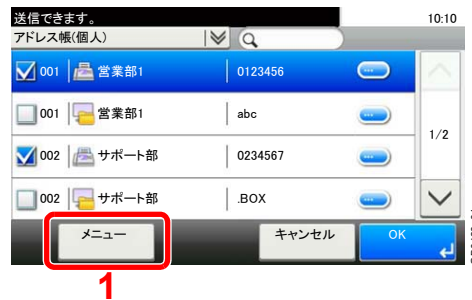 送信できます。 10:10
アドレス帳(個人)
001 営業部1 0123456
001 営業部1 abc
1/2
002 サポート部 0234567
002 サポート部 .BOX
メニュー キャンセル OK
1